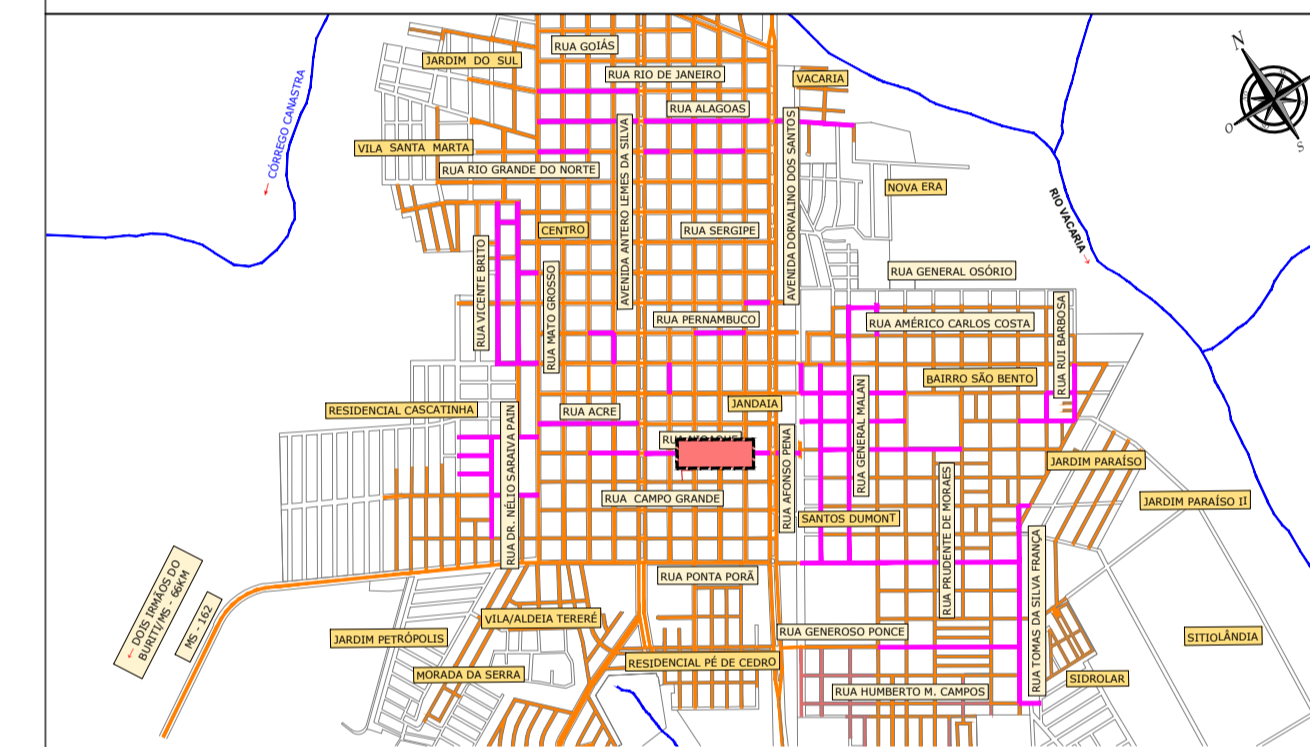 RUA GOIÁS
JARDIM DO SUL
RUA RIO DE JANEIRO
VACARIA
RUA ALAGOAS
N
O
S
← CÓRREGO CANASTRA
VILA SANTA MARTA
RUA RIO GRANDE DO NORTE
AVENIDA ANTERO LEMES DA SILVA
AVENIDA DORVALINO DOS SANTOS
NOVA ERA
RIO VACARIA →
CENTRO
RUA SERGIPE
RUA VICENTE BRITO
RUA MATO GROSSO
RUA GENERAL OSÓRIO
RUA PERNAMBUCO
RUA AMÉRICO CARLOS COSTA
RUA RUI BARBOSA
BAIRRO SÃO BENTO
RESIDENCIAL CASCATINHA
RUA ACRE
JANDAIA
RUA GENERAL MALAN
RUA DR. NÉLIO SARAIVA PAIN
RUA AFONSO PENA
JARDIM PARAÍSO
RUA CAMPO GRANDE
JARDIM PARAÍSO II
SANTOS DUMONT
RUA PRUDENTE DE MORAES
RUA TOMAS DA SILVA FRANÇA
← DOIS IRMÃOS DO
BURITI/MS - 66KM
MS - 162
RUA PONTA PORÃ
VILA/ALDEIA TERERÉ
JARDIM PETRÓPOLIS
RUA GENEROSO PONCE
SITIOLÂNDIA
RESIDENCIAL PÉ DE CEDRO
MORADA DA SERRA
SIDROLAR
RUA HUMBERTO M. CAMPOS